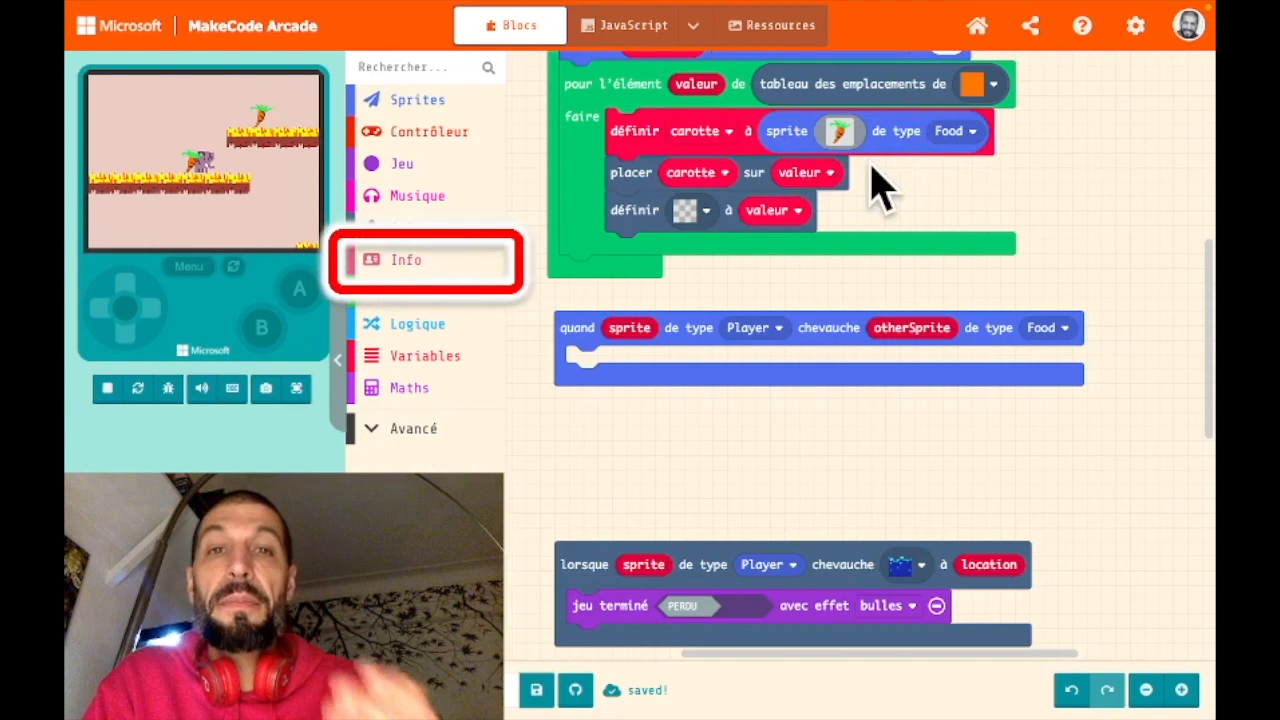 Microsoft | MakeCode Arcade
Blocs
JavaScript
Ressources
Rechercher...
Sprites
Contrôleur
Jeu
Musique
Info
Logique
Variables
Maths
Avancé
Menu
A
B
Microsoft
pour l'élément valeur de tableau des emplacements de
faire
définir carotte à sprite de type Food
placer carotte sur valeur
définir à valeur
quand sprite de type Player chevauche otherSprite de type Food
lorsque sprite de type Player chevauche à location
jeu terminé PERDU avec effet bulles
saved!